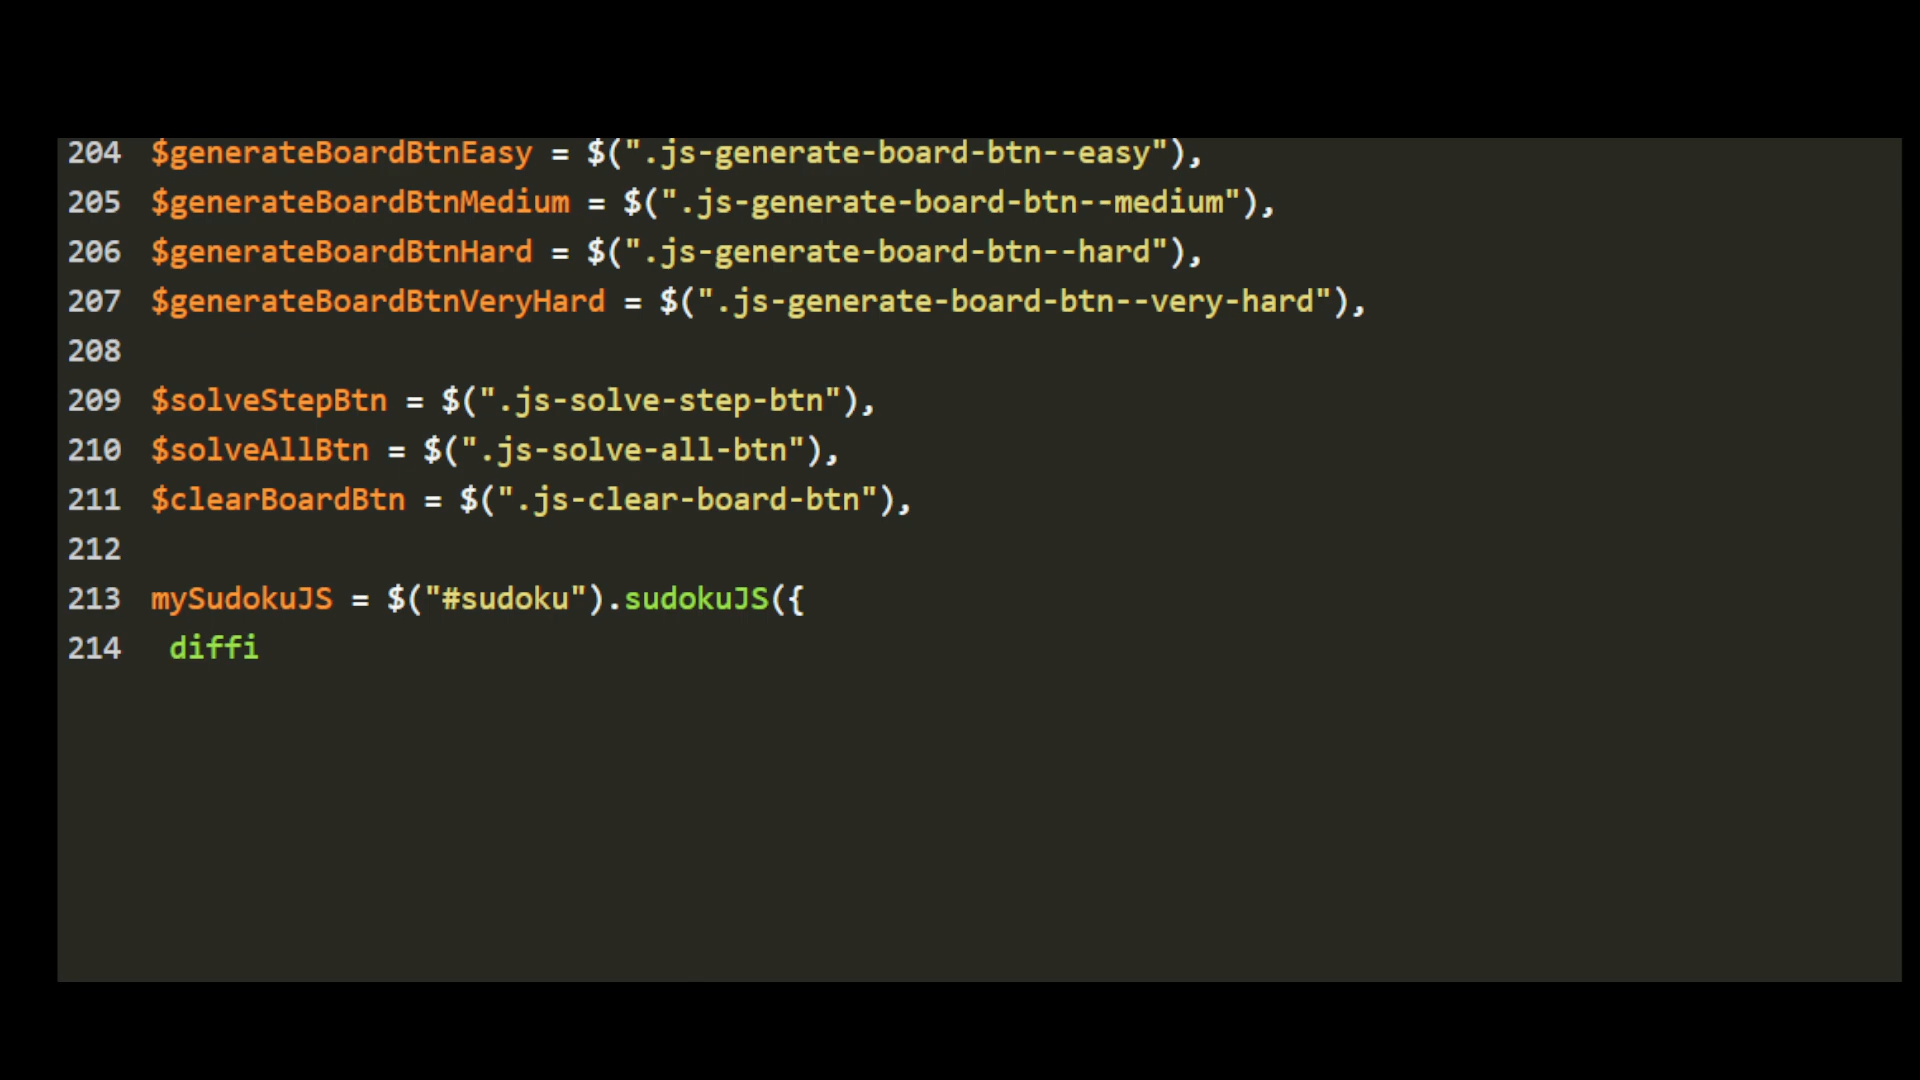 204 $generateBoardBtnEasy = $(".js-generate-board-btn--easy"),
205 $generateBoardBtnMedium = $(".js-generate-board-btn--medium"),
206 $generateBoardBtnHard = $(".js-generate-board-btn--hard"),
207 $generateBoardBtnVeryHard = $(".js-generate-board-btn--very-hard"),
208
209 $solveStepBtn = $(".js-solve-step-btn"),
210 $solveAllBtn = $(".js-solve-all-btn"),
211 $clearBoardBtn = $(".js-clear-board-btn"),
212
213 mySudokuJS = $("#sudoku").sudokuJS({
214 diffi